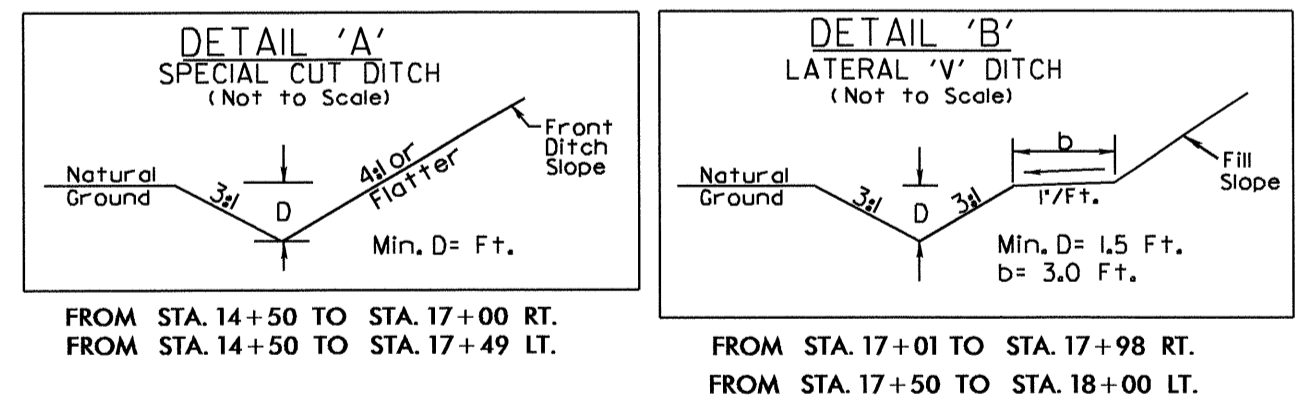 DETAIL 'A'
SPECIAL CUT DITCH
(Not to Scale)
Natural
Ground
3:1
D
4:1 or
Flatter
Front
Ditch
Slope
Min. D= Ft.
FROM STA. 14+50 TO STA. 17+00 RT.
FROM STA. 14+50 TO STA. 17+49 LT.
DETAIL 'B'
LATERAL 'V' DITCH
(Not to Scale)
Natural
Ground
3:1
D
3:1
b
1"/Ft.
Fill
Slope
Min. D= 1.5 Ft.
b= 3.0 Ft.
FROM STA. 17+01 TO STA. 17+98 RT.
FROM STA. 17+50 TO STA. 18+00 LT.